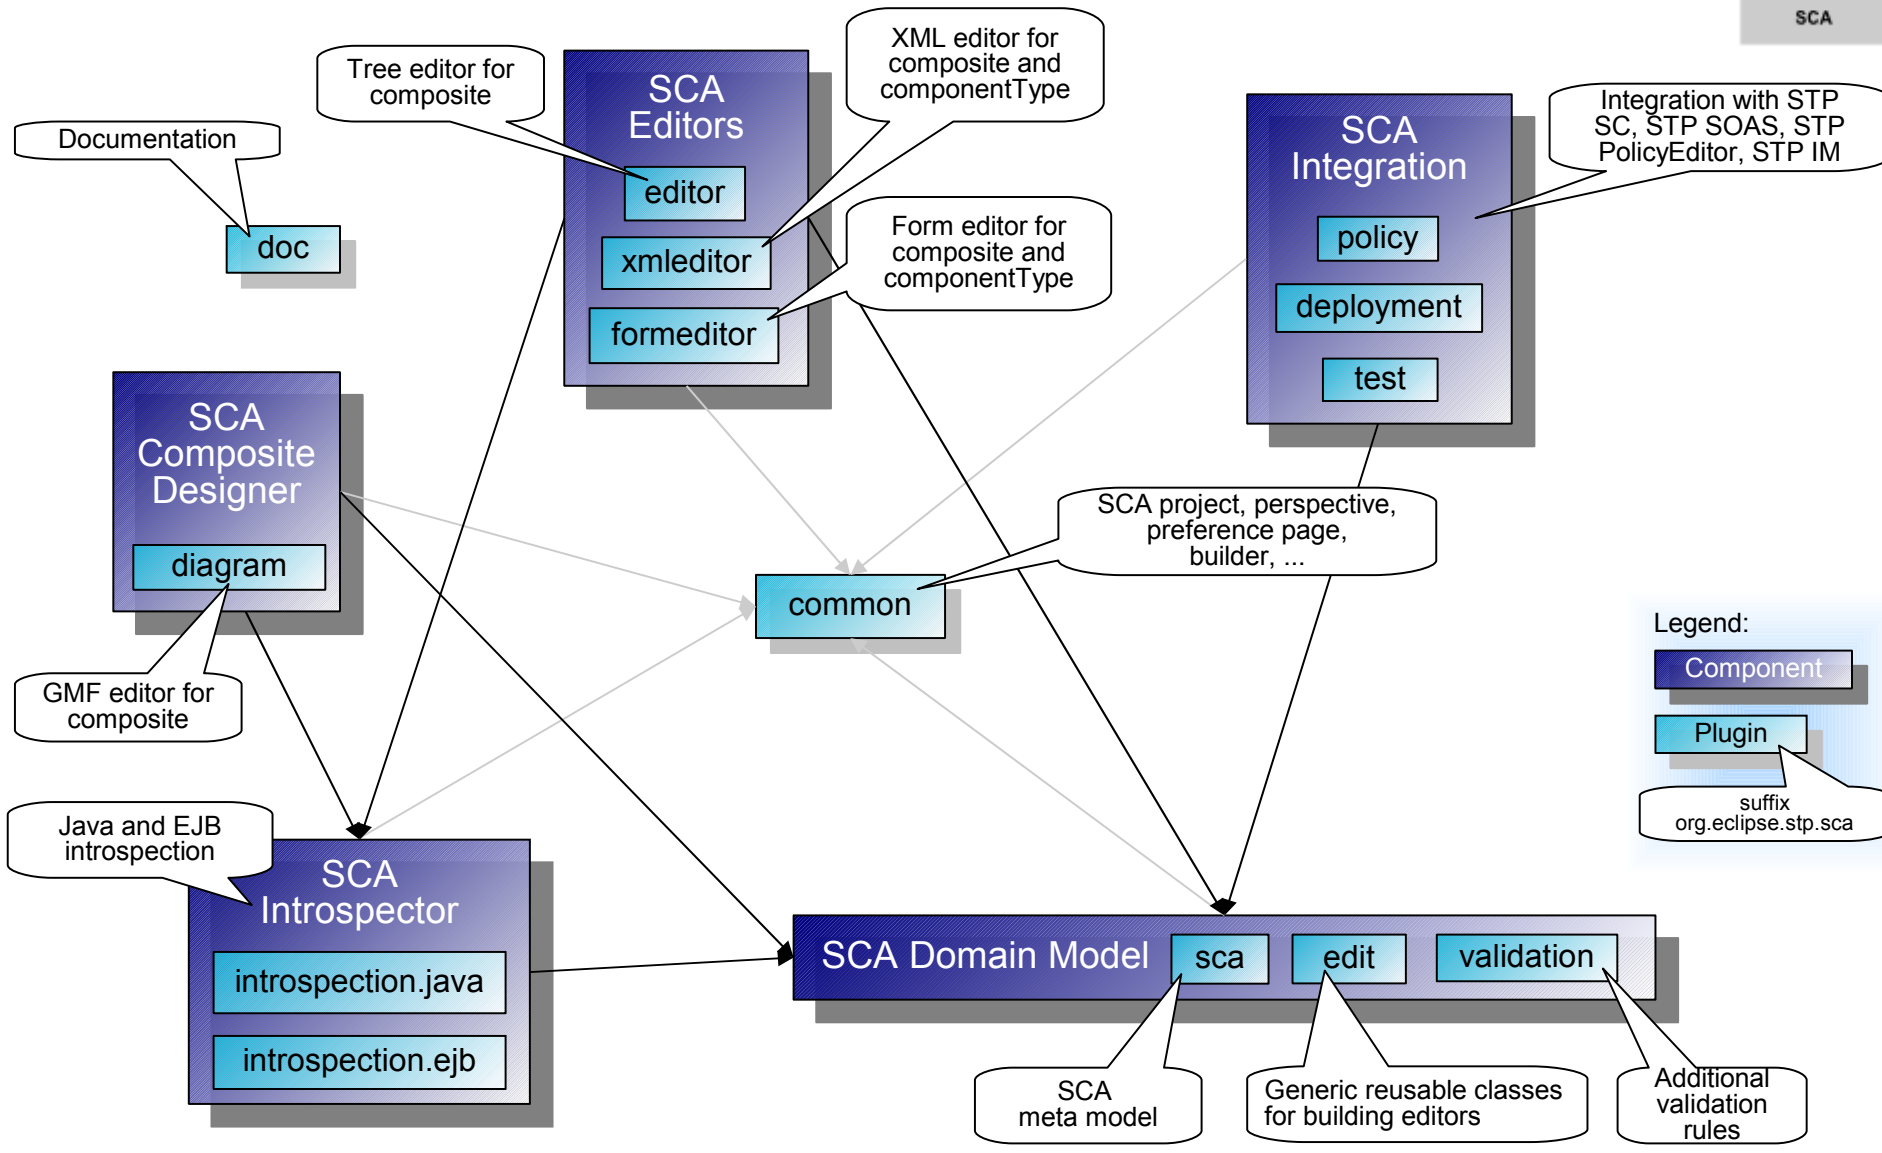 SCA
Tree editor for
composite
SCA
Editors
XML editor for
composite and
componentType
Integration with STP
SC, STP SOAS, STP
PolicyEditor, STP IM
Documentation
SCA
Integration
editor
doc
xmleditor
Form editor for
composite and
componentType
policy
formeditor
deployment
test
SCA
Composite
Designer
diagram
SCA project, perspective,
preference page,
builder, ...
common
Legend:
Component
Plugin
suffix
org.eclipse.stp.sca
GMF editor for
composite
Java and EJB
introspection
SCA
Introspector
introspection.java
introspection.ejb
SCA Domain Model
sca
edit
validation
SCA
meta model
Generic reusable classes
for building editors
Additional
validation
rules